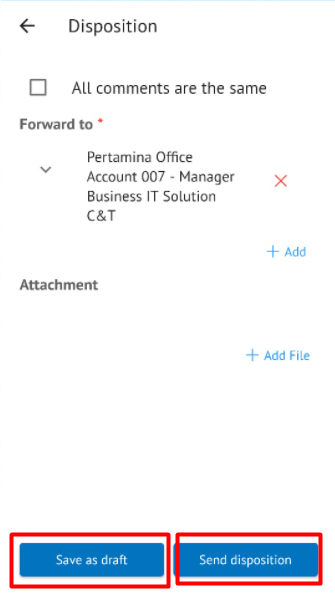 Disposition
All comments are the same
Forward to *
Pertamina Office
Account 007 - Manager
Business IT Solution
C&T
+ Add
Attachment
+ Add File
Save as draft
Send disposition